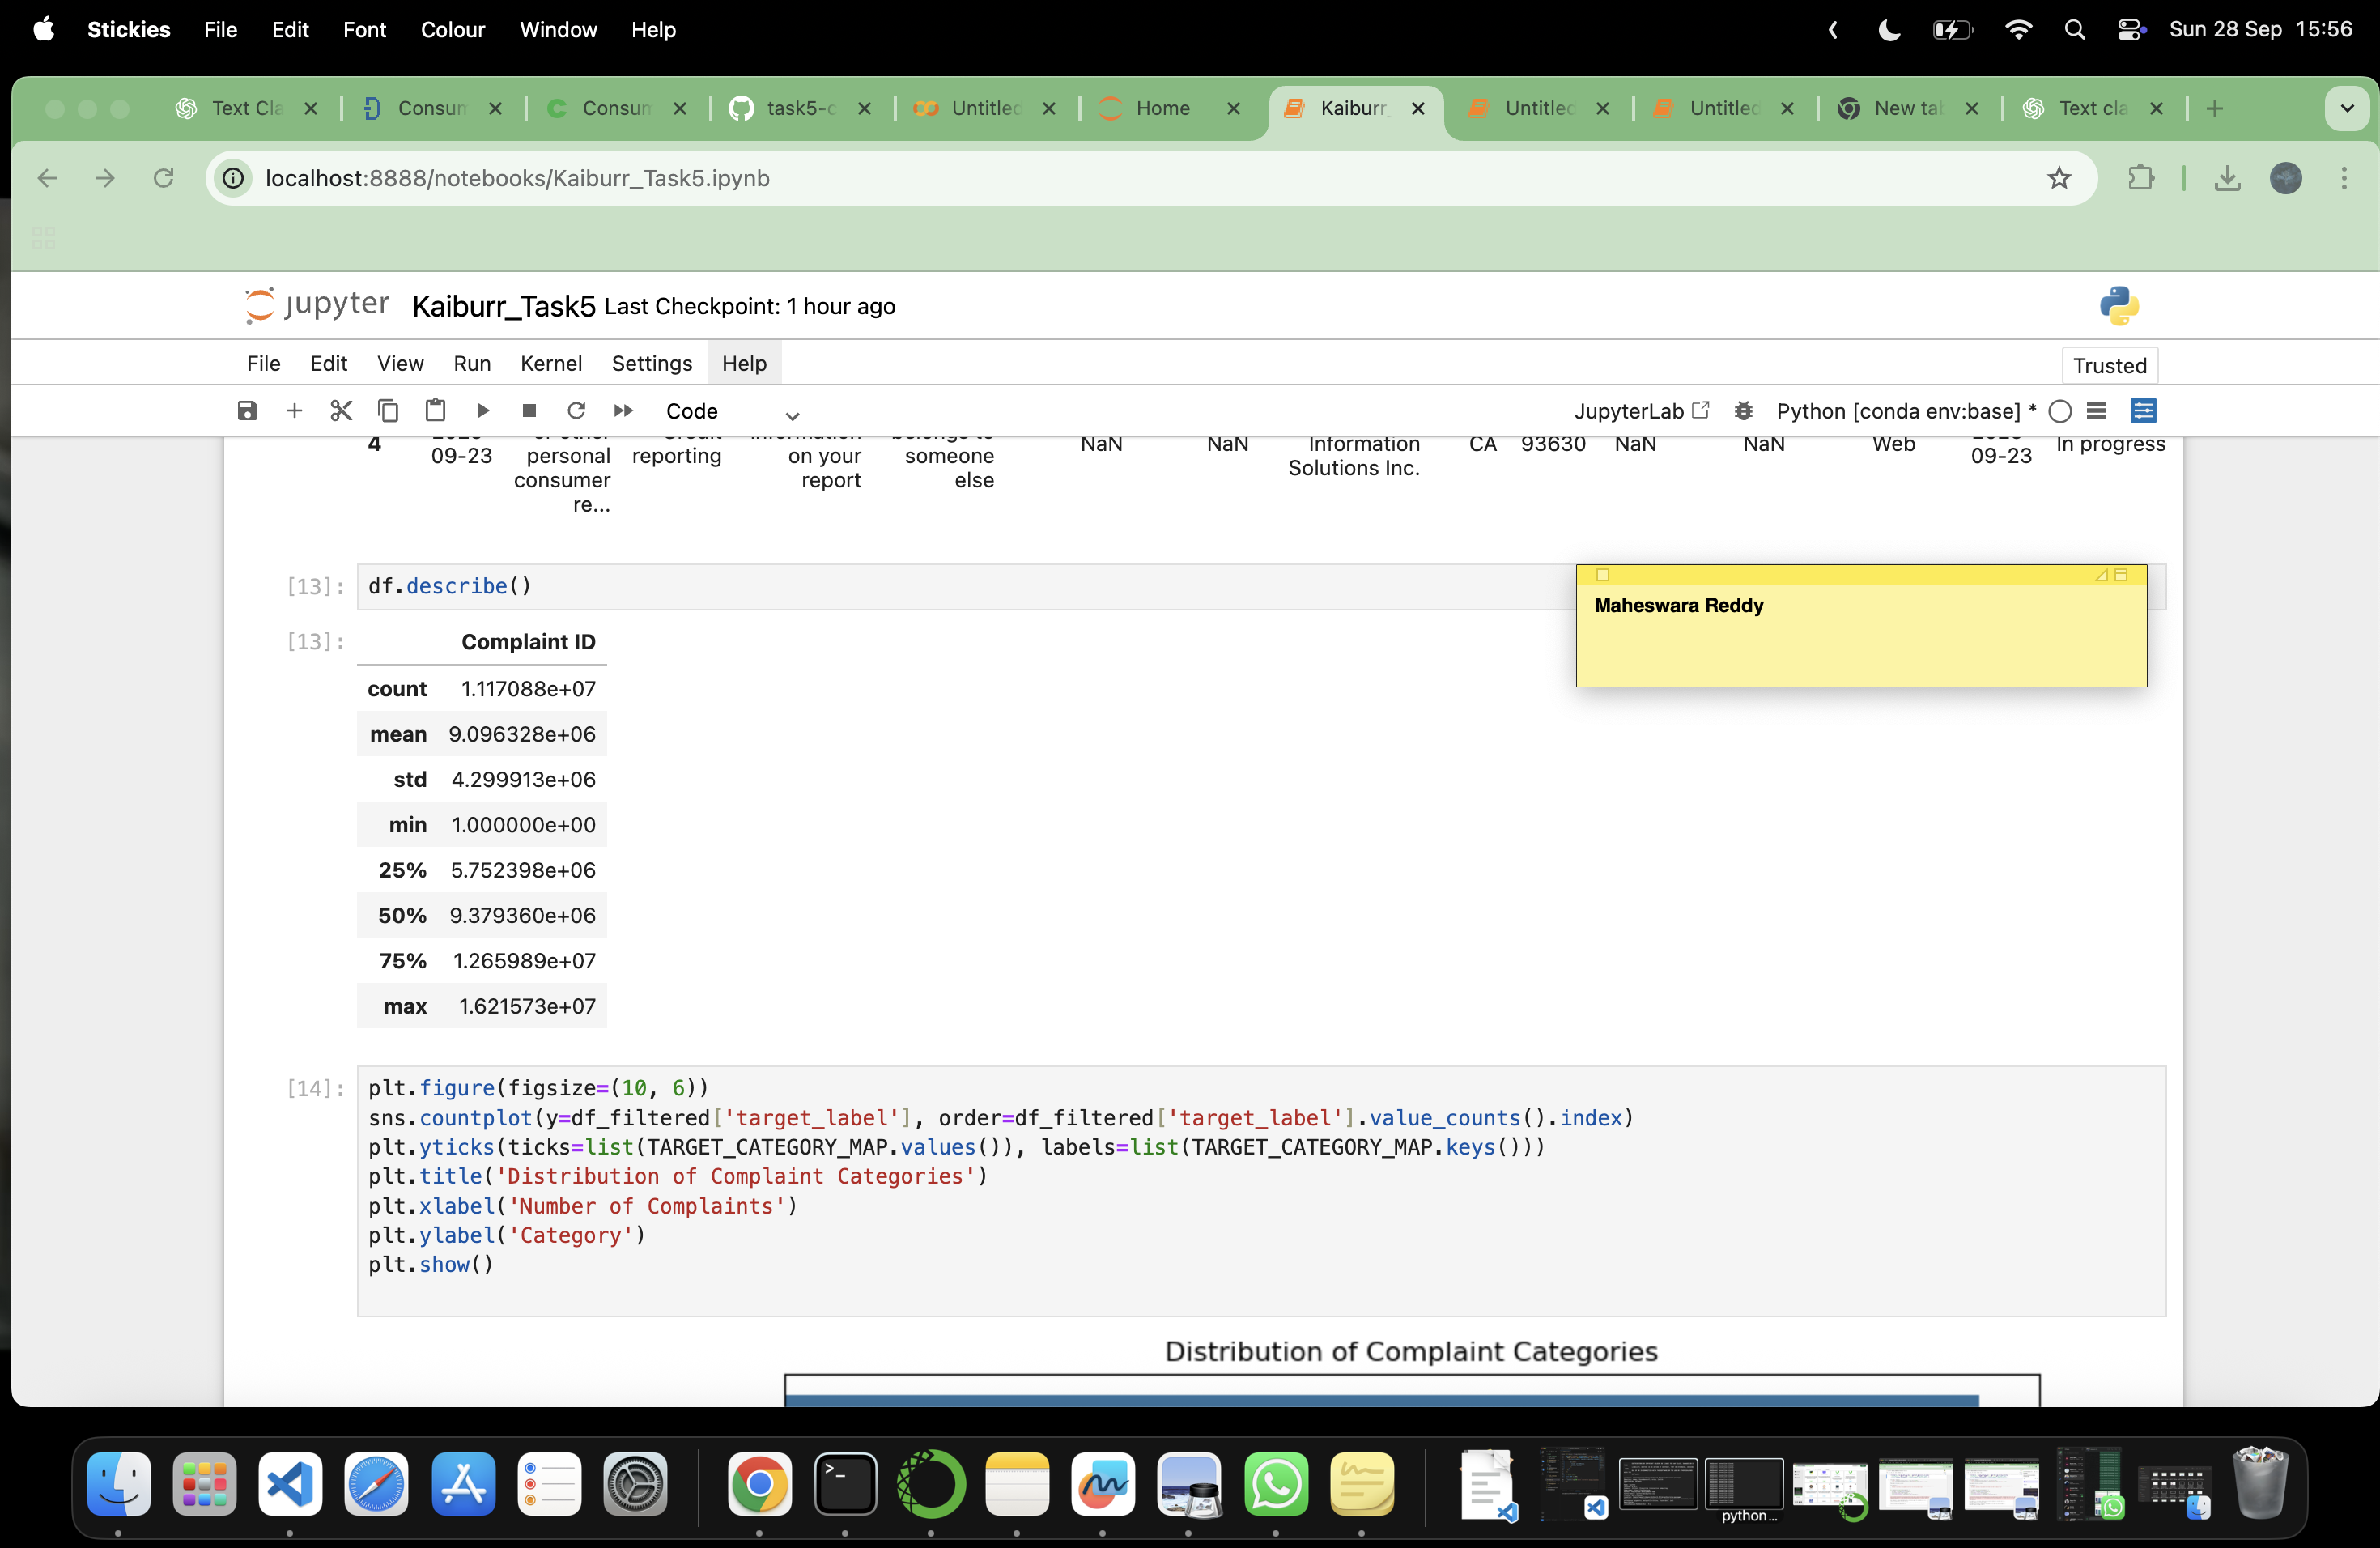 Stickies File Edit Font Colour Window Help Sun 28 Sep 15:56
Text Cla Consum Consum task5-c Untitled Home Kaiburr_ Untitled Untitled New tab Text cla
localhost:8888/notebooks/Kaiburr_Task5.ipynb
jupyter Kaiburr_Task5 Last Checkpoint: 1 hour ago
File Edit View Run Kernel Settings Help Trusted
Code JupyterLab Python [conda env:base] *
4 09-23 personal reporting on your someone NaN NaN Information CA 93630 NaN NaN Web 09-23 In progress
consumer report else Solutions Inc.
re...
[13]: df.describe()
Maheswara Reddy
[13]: Complaint ID
count 1.117088e+07
mean 9.096328e+06
std 4.299913e+06
min 1.000000e+00
25% 5.752398e+06
50% 9.379360e+06
75% 1.265989e+07
max 1.621573e+07
[14]: plt.figure(figsize=(10, 6))
sns.countplot(y=df_filtered['target_label'], order=df_filtered['target_label'].value_counts().index)
plt.yticks(ticks=list(TARGET_CATEGORY_MAP.values()), labels=list(TARGET_CATEGORY_MAP.keys()))
plt.title('Distribution of Complaint Categories')
plt.xlabel('Number of Complaints')
plt.ylabel('Category')
plt.show()
Distribution of Complaint Categories
python...